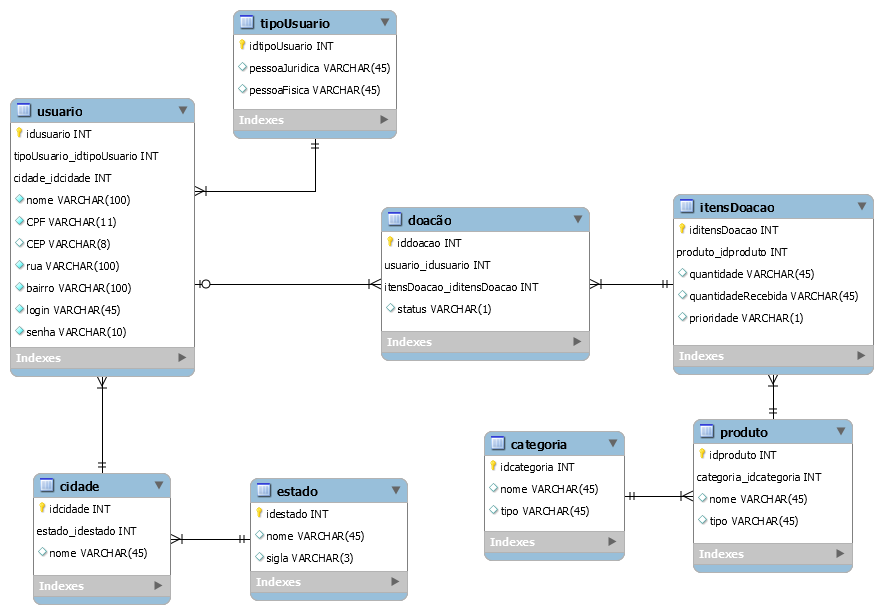 tipoUsuario
idtipoUsuario INT
pessoaJuridica VARCHAR(45)
pessoaFisica VARCHAR(45)
Indexes
usuario
idusuario INT
tipoUsuario_idtipoUsuario INT
cidade_idcidade INT
nome VARCHAR(100)
CPF VARCHAR(11)
CEP VARCHAR(8)
rua VARCHAR(100)
bairro VARCHAR(100)
login VARCHAR(45)
senha VARCHAR(10)
Indexes
doacão
iddoacao INT
usuario_idusuario INT
itensDoacao_iditensDoacao INT
status VARCHAR(1)
Indexes
itensDoacao
iditensDoacao INT
produto_idproduto INT
quantidade VARCHAR(45)
quantidadeRecebida VARCHAR(45)
prioridade VARCHAR(1)
Indexes
cidade
idcidade INT
estado_idestado INT
nome VARCHAR(45)
Indexes
estado
idestado INT
nome VARCHAR(45)
sigla VARCHAR(3)
Indexes
categoria
idcategoria INT
nome VARCHAR(45)
tipo VARCHAR(45)
Indexes
produto
idproduto INT
categoria_idcategoria INT
nome VARCHAR(45)
tipo VARCHAR(45)
Indexes